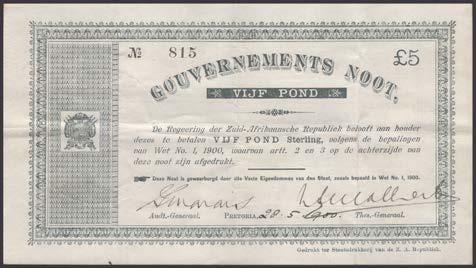 № 815
£5
GOUVERNEMENTS NOOT,
VIJF POND.
De Regeering der Zuid-Afrikaansche Republiek belooft aan houder
dezes te betalen VIJF POND Sterling, volgens de bepalingen
van Wet No. 1, 1900, waarvan artt. 2 en 3 op de achterzijde van
deze noot zijn afgedrukt.
Deze Noot is gewaarborgd door alle Vaste Eigendommen van den Staat, zooals bepaald in Wet No. 1, 1900.
Audt.-Generaal. PRETORIA, 28.5.1900. Thes.-Generaal.
Gedrukt ter Staatsdrukkerij van de Z. A. Republiek.